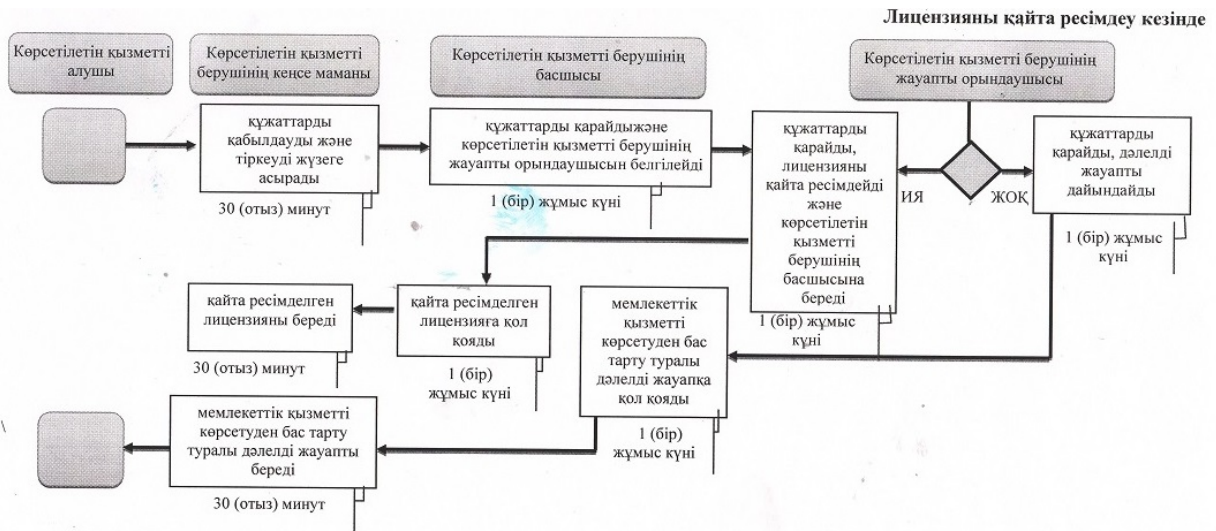 Лицензияны қайта ресімдеу кезінде
Көрсетілетін қызметті
алушы
Көрсетілетін қызметті
берушінің кеңсе маманы
Көрсетілетін қызметті берушінің
басшысы
Көрсетілетін қызметті берушінің
жауапты орындаушысы
құжаттарды
қабылдауды және
тіркеуді жүзеге
асырады
30 (отыз) минут
құжаттарды қарайдыжәне
көрсетілетін қызметті берушінің
жауапты орындаушысын белгілейді
1 (бір) жұмыс күні
құжаттарды
қарайды,
лицензияны
қайта ресімдейді
және
көрсетілетін
қызметті
берушінің
басшысына
береді
1 (бір) жұмыс
күні
ИЯ
ЖОҚ
құжаттарды
қарайды, дәлелді
жауапты
дайындайды
1 (бір) жұмыс
күні
қайта ресімделген
лицензияны береді
30 (отыз) минут
қайта ресімделген
лицензияға қол
қояды
1 (бір)
жұмыс күні
мемлекеттік
қызметті
көрсетуден бас
тарту туралы
дәлелді жауапқа
қол қояды
1 (бір)
жұмыс күні
мемлекеттік қызметті
көрсетуден бас тарту
туралы дәлелді жауапты
береді
30 (отыз) минут